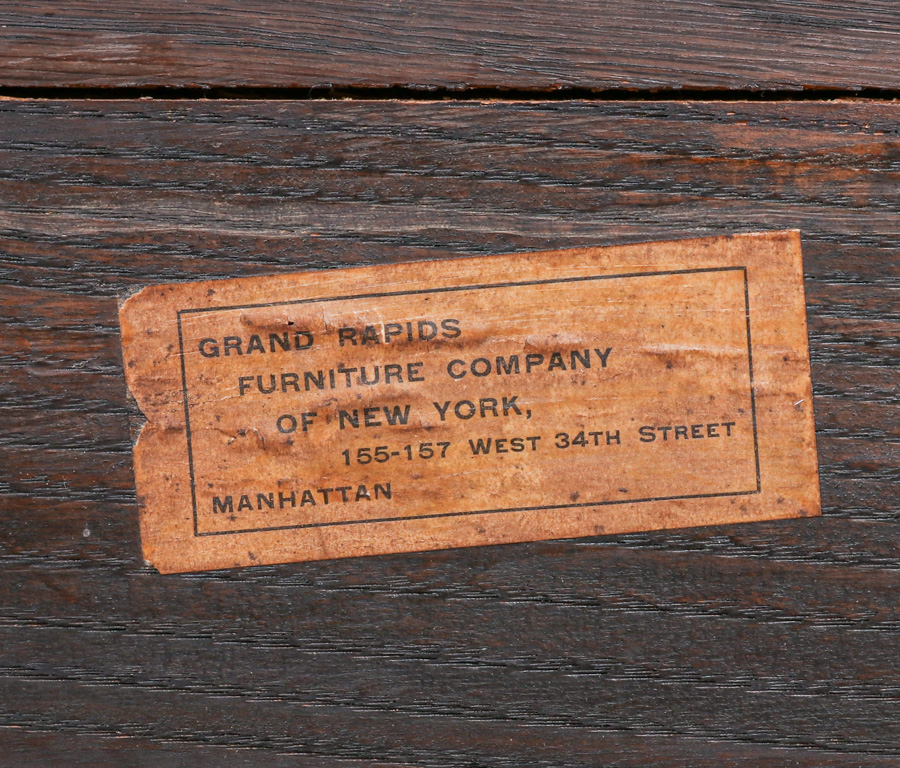 GRAND RAPIDS
FURNITURE COMPANY
OF NEW YORK,
155-157 WEST 34TH STREET
MANHATTAN